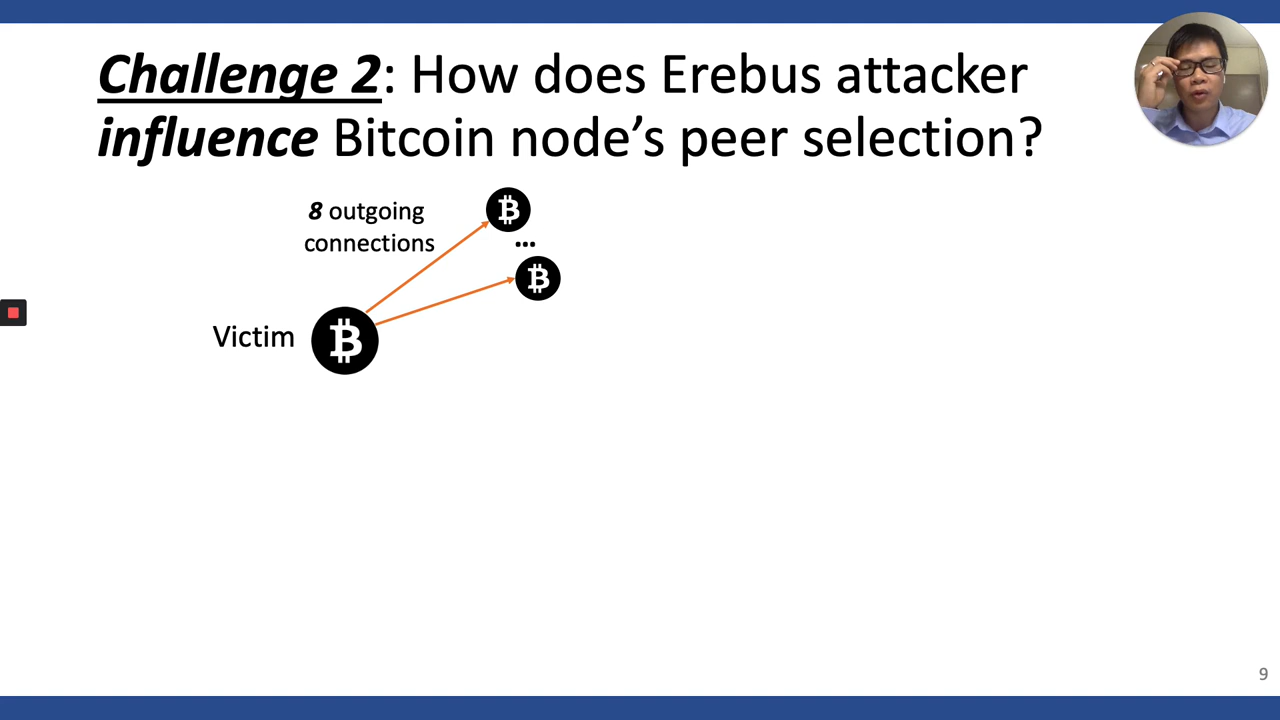 Challenge 2: How does Erebus attacker
influence Bitcoin node’s peer selection?
8 outgoing
connections
...
Victim
9